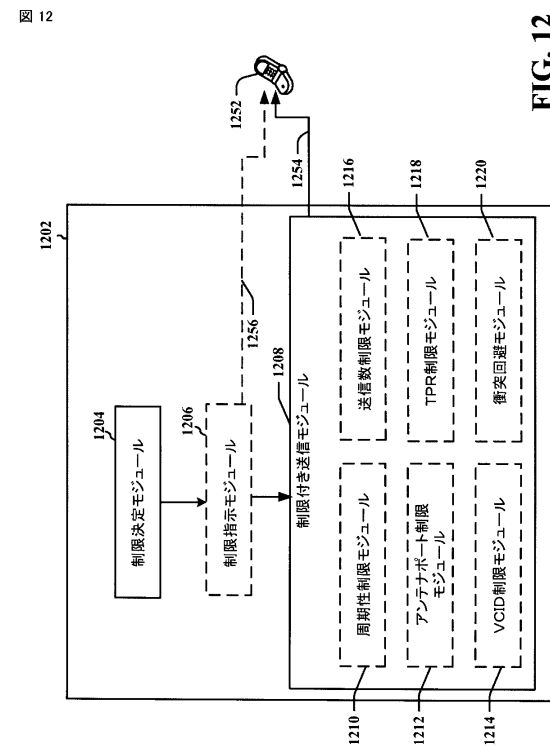 図 12
FIG. 12
1202
1204
制限決定モジュール
1206
制限指示モジュール
1208
制限付き送信モジュール
1210
周期性制限モジュール
1212
アンテナポート制限
モジュール
1214
VCID制限モジュール
1216
送信数制限モジュール
1218
TPR制限モジュール
1220
衝突回避モジュール
1252
1254
1256